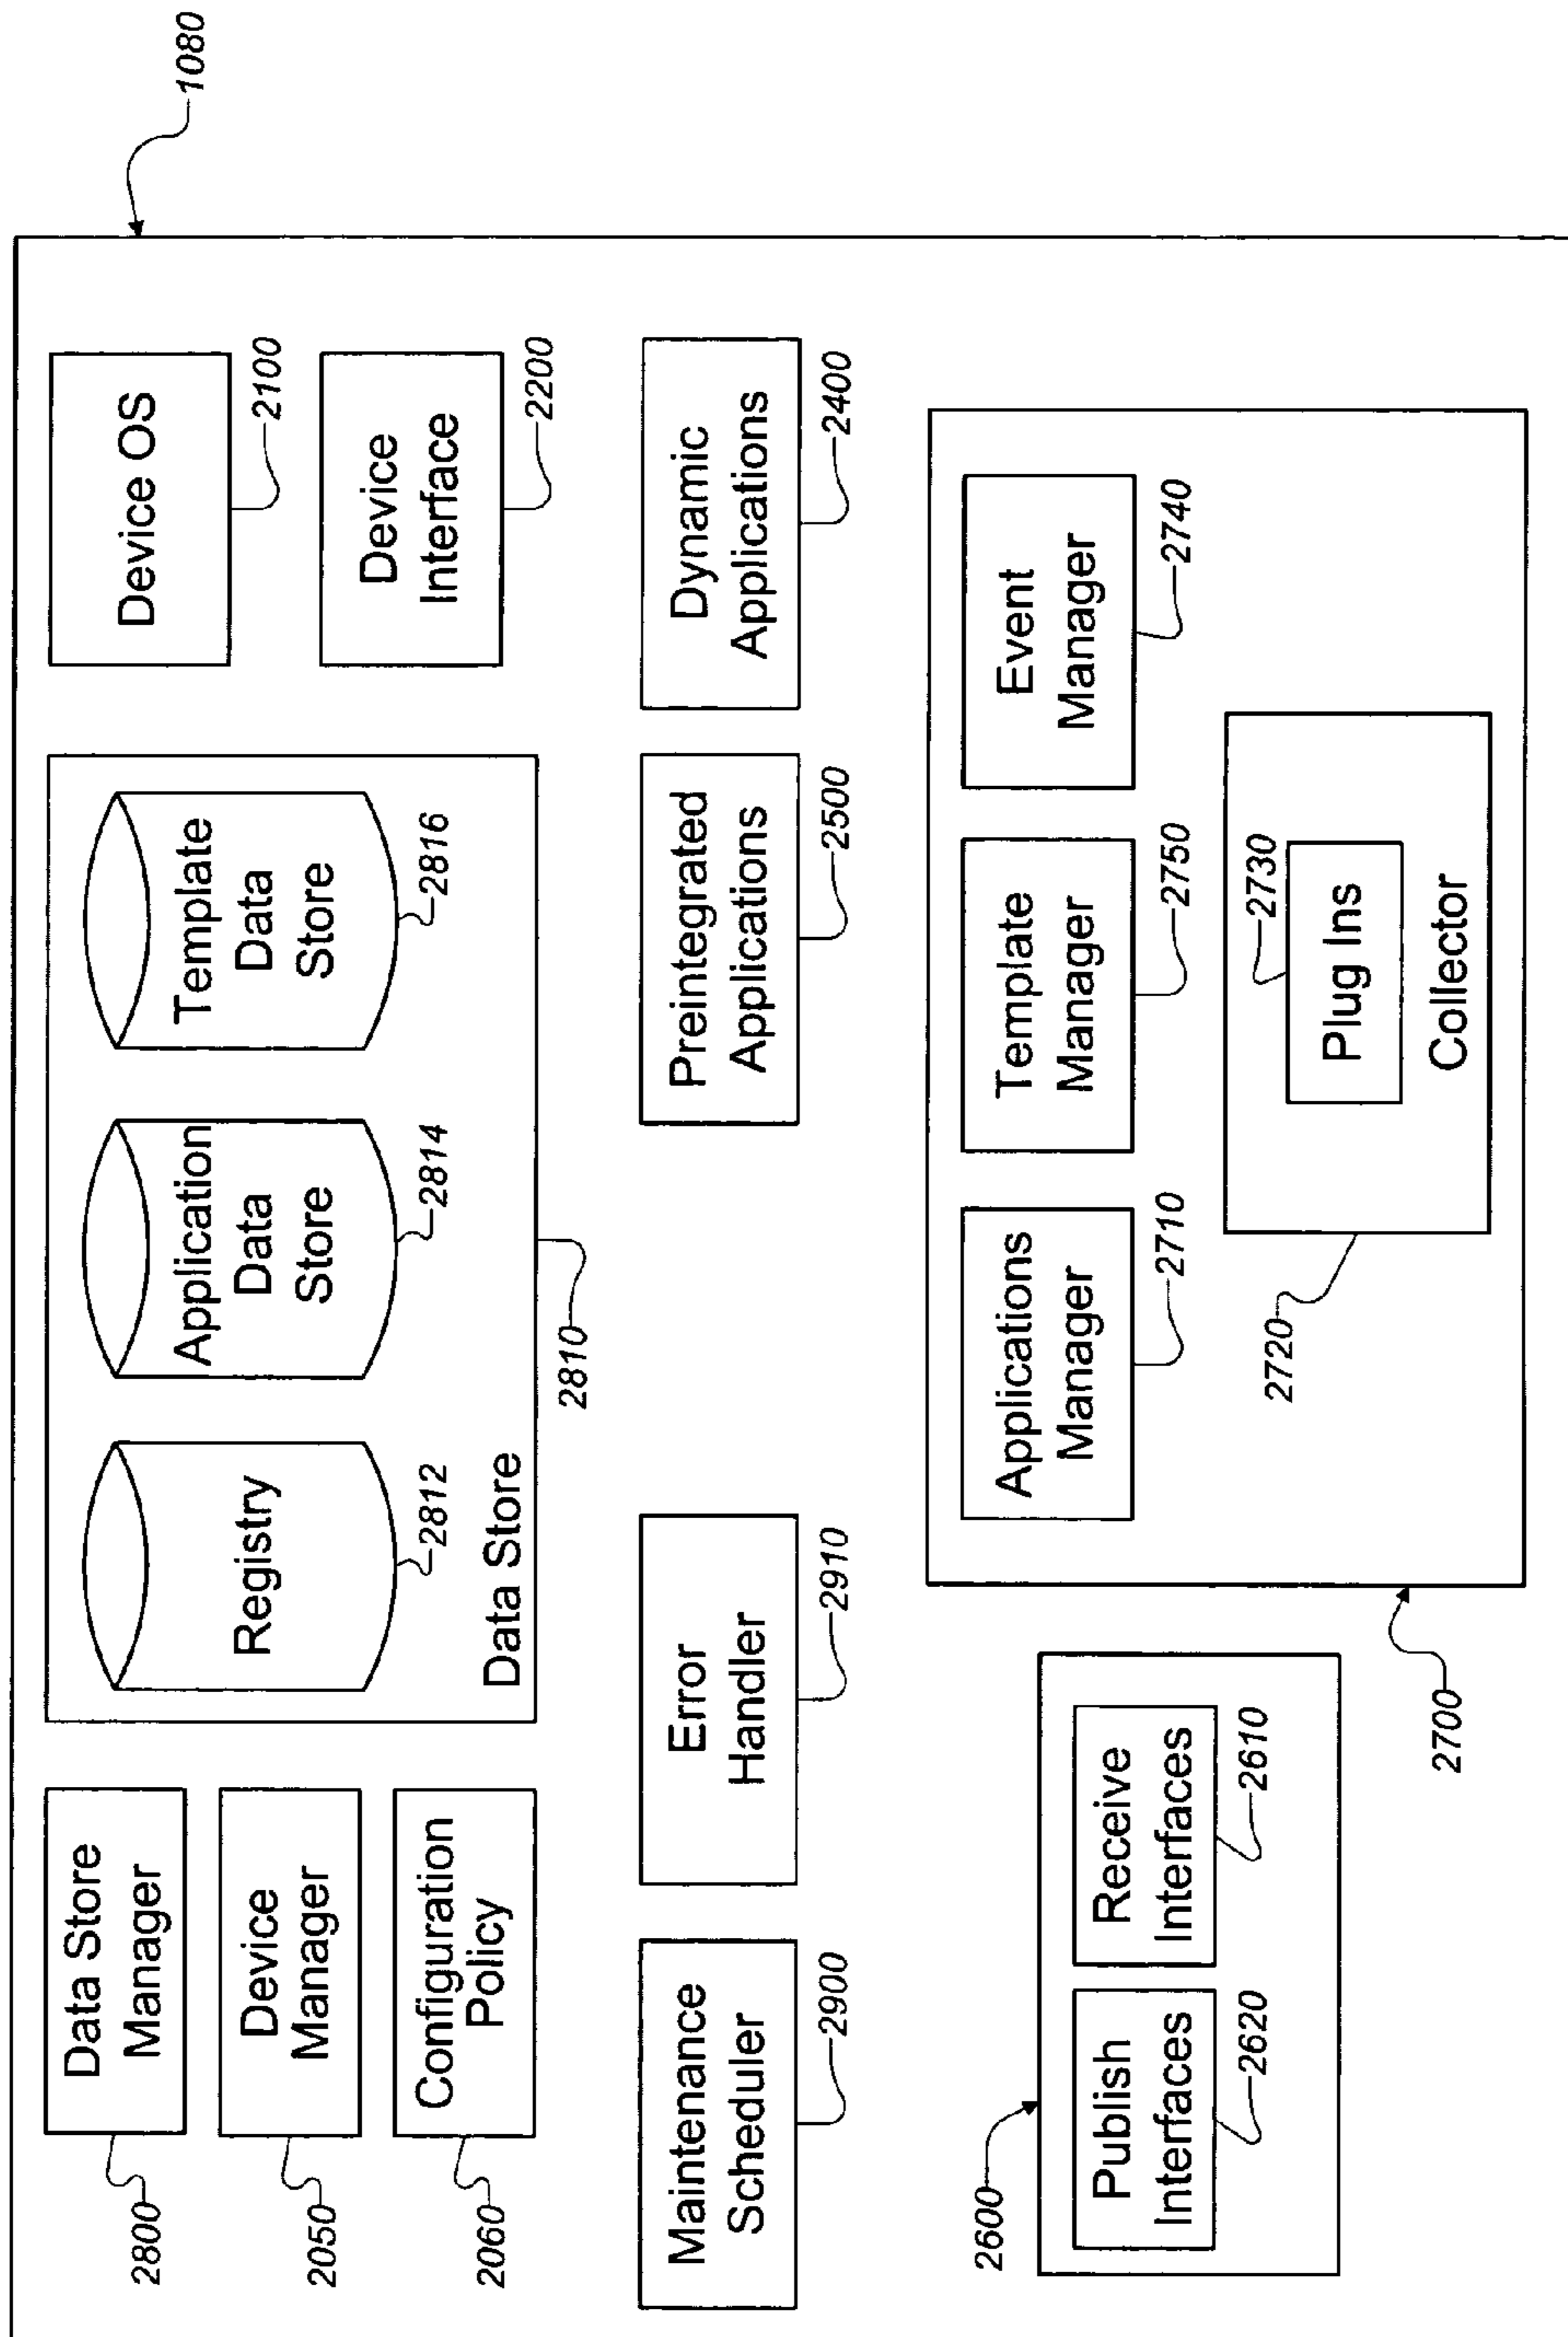 1080
Data Store
Manager
2800
Device
Manager
2050
Configuration
Policy
2060
Registry
2812
Application
Data
Store
2814
Template
Data
Store
2816
Data Store
2810
Device OS
2100
Device
Interface
2200
Maintenance
Scheduler
2900
Error
Handler
2910
Preintegrated
Applications
2500
Dynamic
Applications
2400
2600
Publish
Interfaces
2620
Receive
Interfaces
2610
2700
Applications
Manager
2710
Template
Manager
2750
Event
Manager
2740
2720
2730
Plug Ins
Collector